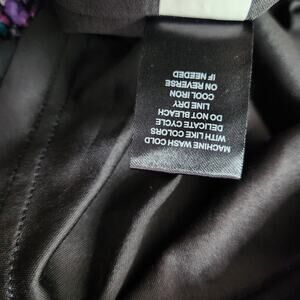 MACHINE WASH COLD
WITH LIKE COLORS
DELICATE CYCLE
DO NOT BLEACH
LINE DRY
COOL IRON
ON REVERSE
IF NEEDED